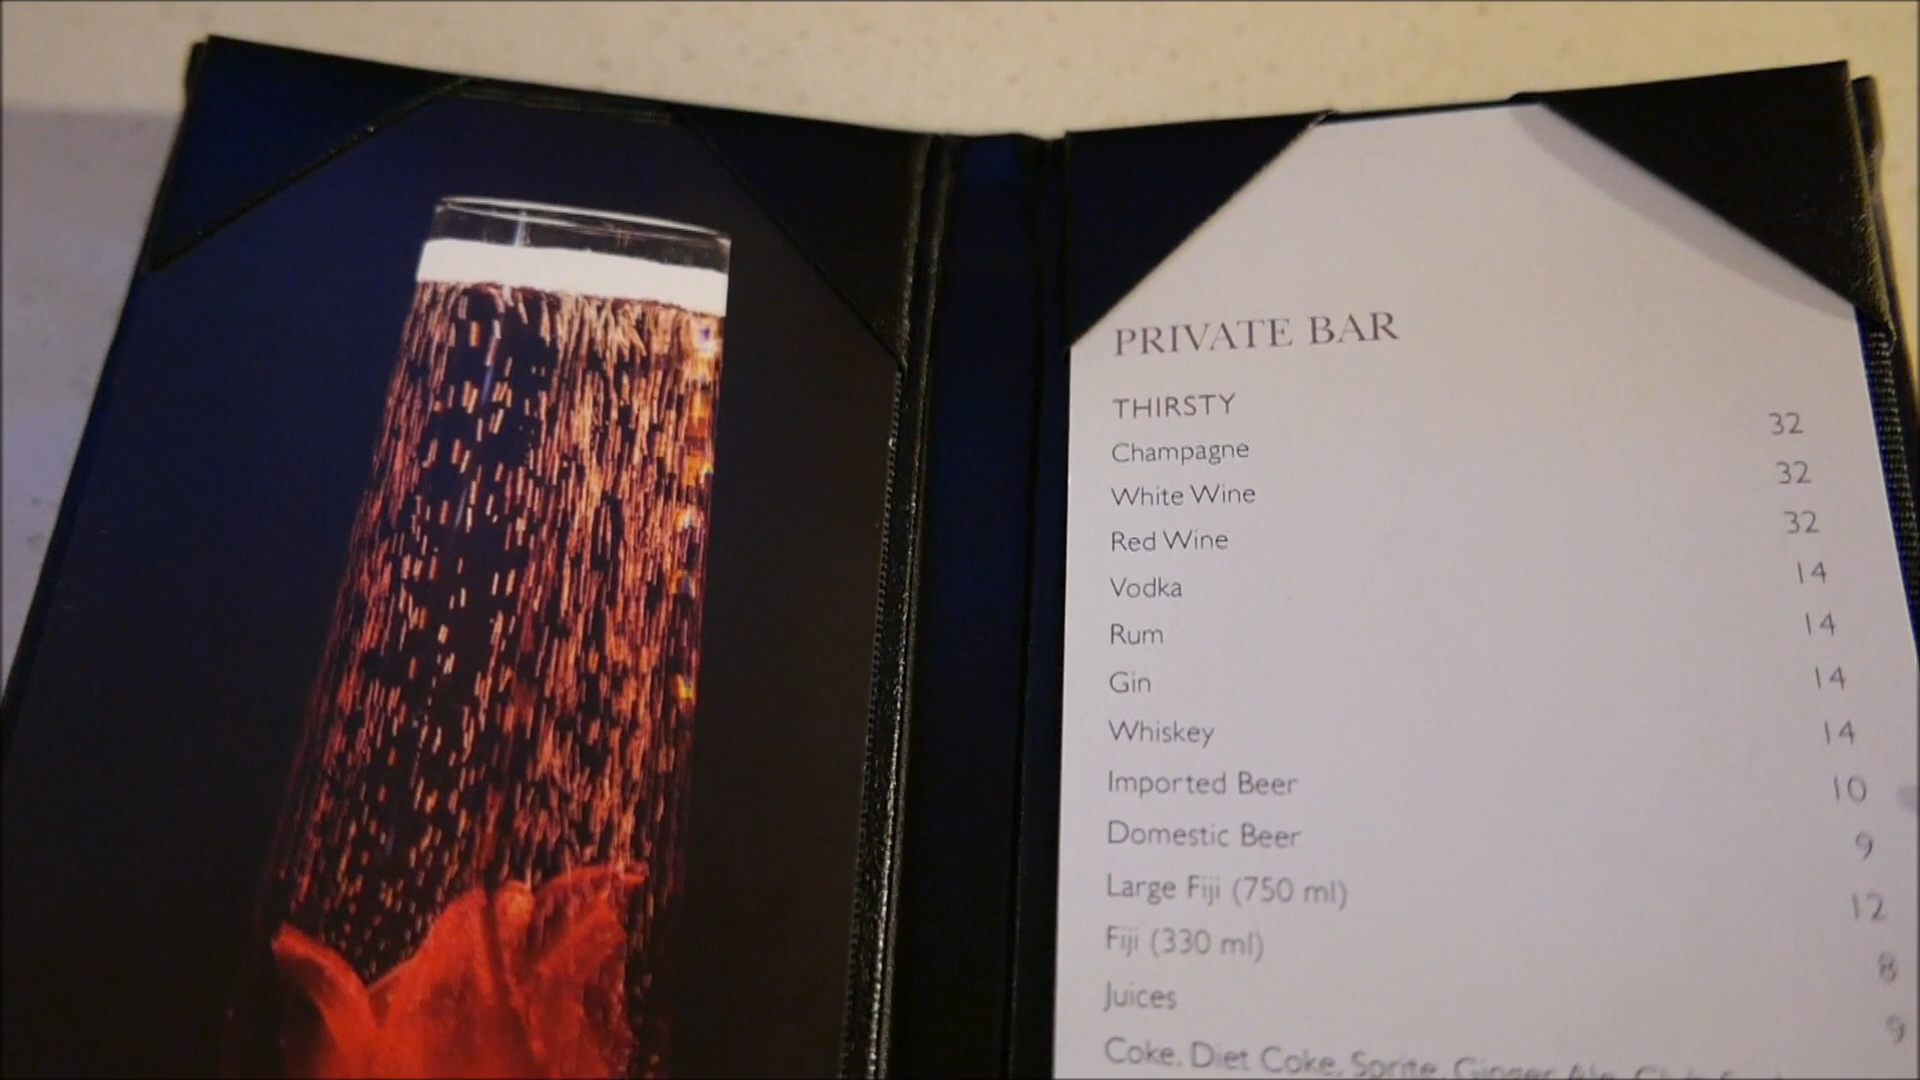 PRIVATE BAR
THIRSTY
Champagne 32
White Wine 32
Red Wine 32
Vodka 14
Rum 14
Gin 14
Whiskey 14
Imported Beer 10
Domestic Beer 9
Large Fiji (750 ml) 12
Fiji (330 ml) 8
Juices 9
Coke, Diet Coke, Sprite, Ginger Ale,